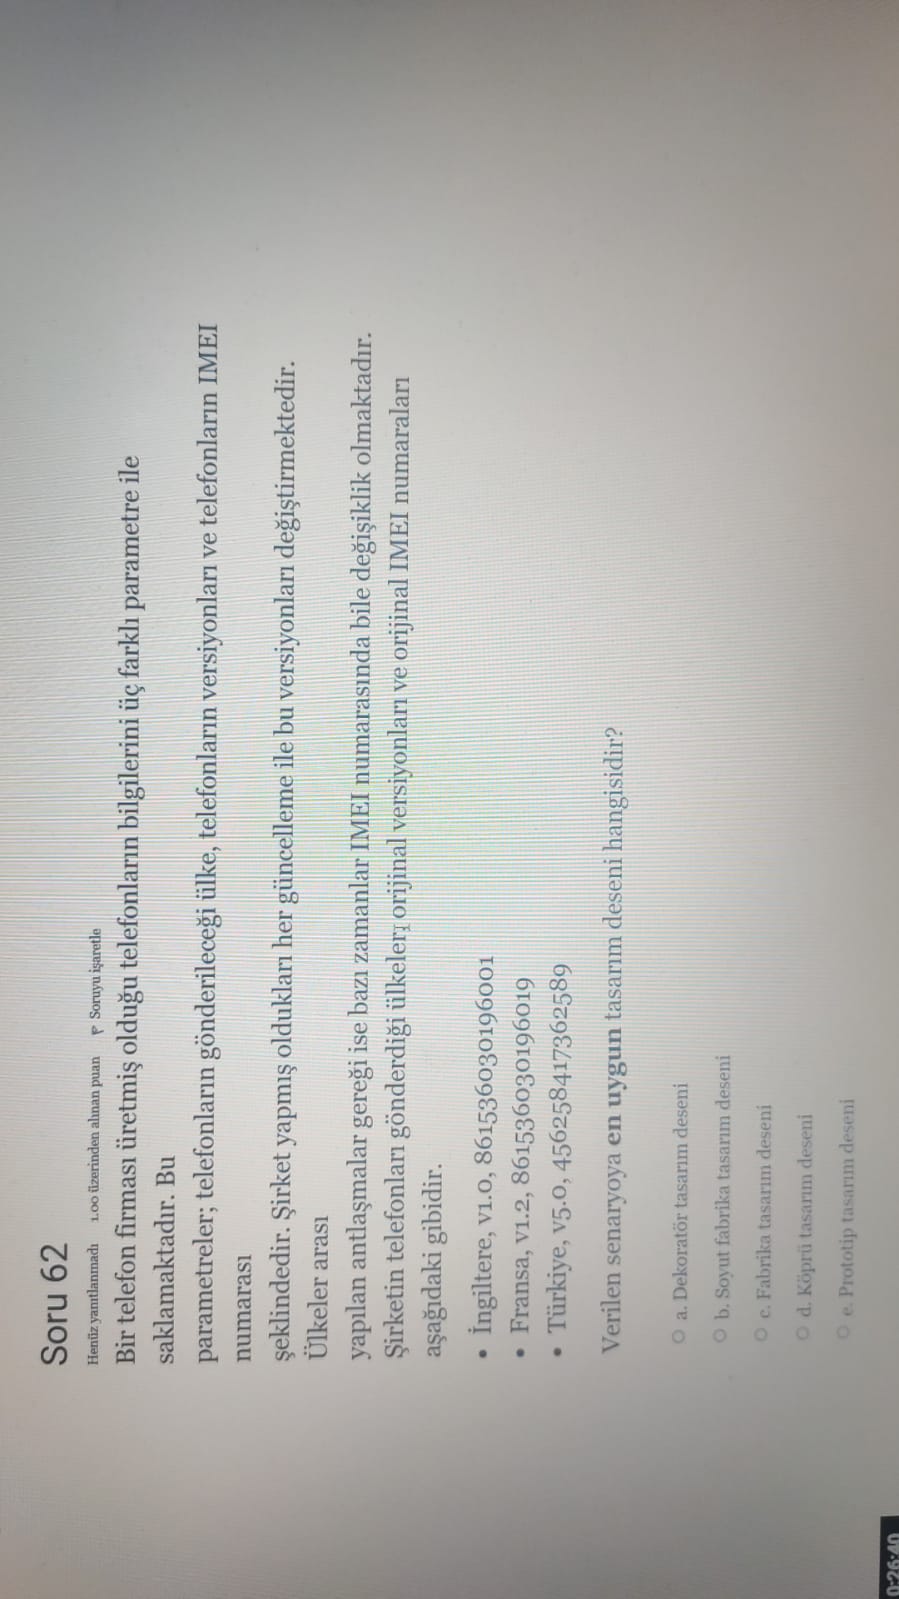 Soru 62
Henüz yanıtlanmadı 1.00 üzerinden alınan puan Soruyu işaretle
Bir telefon firması üretmiş olduğu telefonların bilgilerini üç farklı parametre ile
saklamaktadır. Bu
parametreler; telefonların gönderileceği ülke, telefonların versiyonları ve telefonların IMEI
numarası
şeklindedir. Şirket yapmış oldukları her güncelleme ile bu versiyonları değiştirmektedir.
Ülkeler arası
yapılan antlaşmalar gereği ise bazı zamanlar IMEI numarasında bile değişiklik olmaktadır.
Şirketin telefonları gönderdiği ülkeleri orijinal versiyonları ve orijinal IMEI numaraları
aşağıdaki gibidir.
• İngiltere, v1.0, 861536030196001
• Fransa, v1.2, 861536030196019
• Türkiye, v5.0, 456258417362589
Verilen senaryoya en uygun tasarım deseni hangisidir?
a. Dekoratör tasarım deseni
b. Soyut fabrika tasarım deseni
c. Fabrika tasarım deseni
d. Köprü tasarım deseni
e. Prototip tasarım deseni
0:26:40